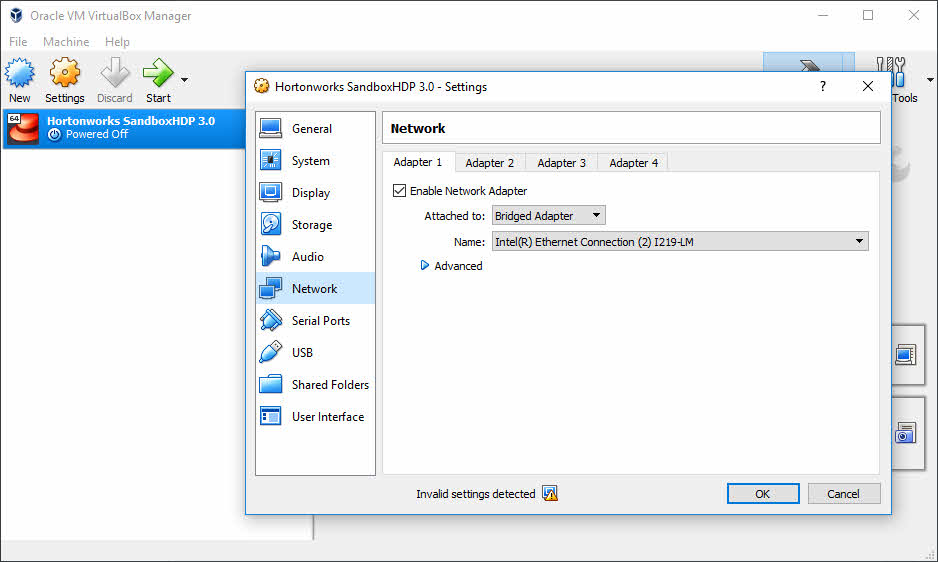 Oracle VM VirtualBox Manager
File Machine Help
New Settings Discard Start Tools
64 Hortonworks SandboxHDP 3.0
Powered Off
Hortonworks SandboxHDP 3.0 - Settings ?
General
System
Display
Storage
Audio
Network
Serial Ports
USB
Shared Folders
User Interface
Network
Adapter 1 Adapter 2 Adapter 3 Adapter 4
Enable Network Adapter
Attached to: Bridged Adapter
Name: Intel(R) Ethernet Connection (2) I219-LM
Advanced
Invalid settings detected OK Cancel